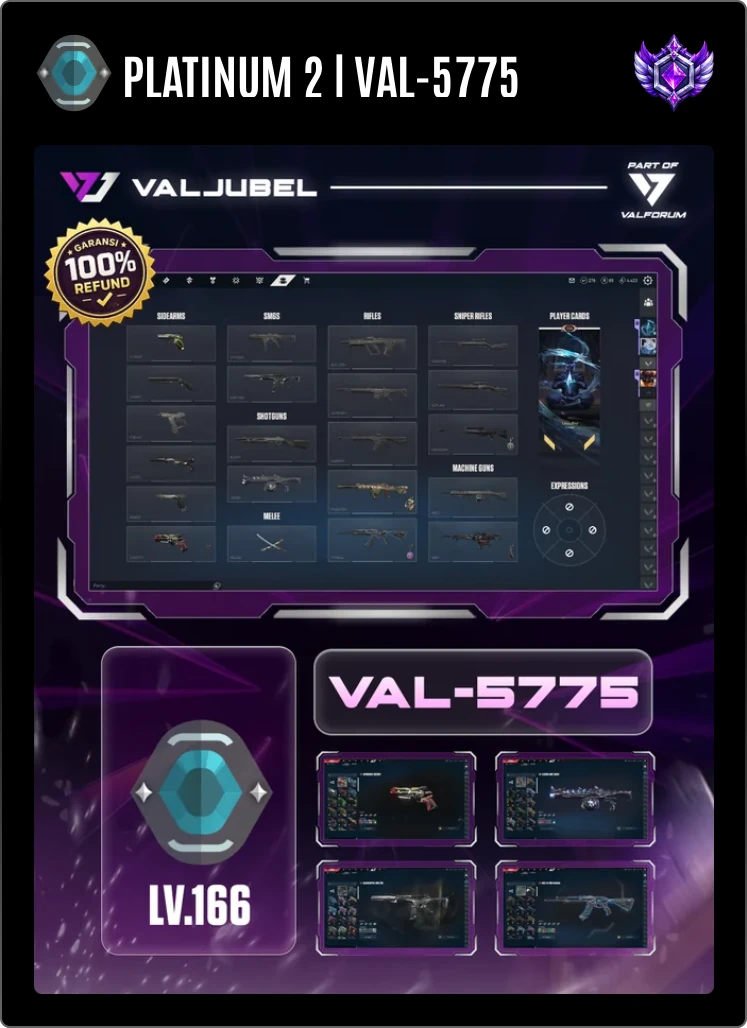 PLATINUM 2 | VAL-5775
VALJUBEL
PART OF
VALFORUM
GARANSI
100%
REFUND
SIDEARMS
SMGS
RIFLES
SNIPER RIFLES
PLAYER CARDS
SHOTGUNS
MACHINE GUNS
EXPRESSIONS
MELEE
VAL-5775
LV.166